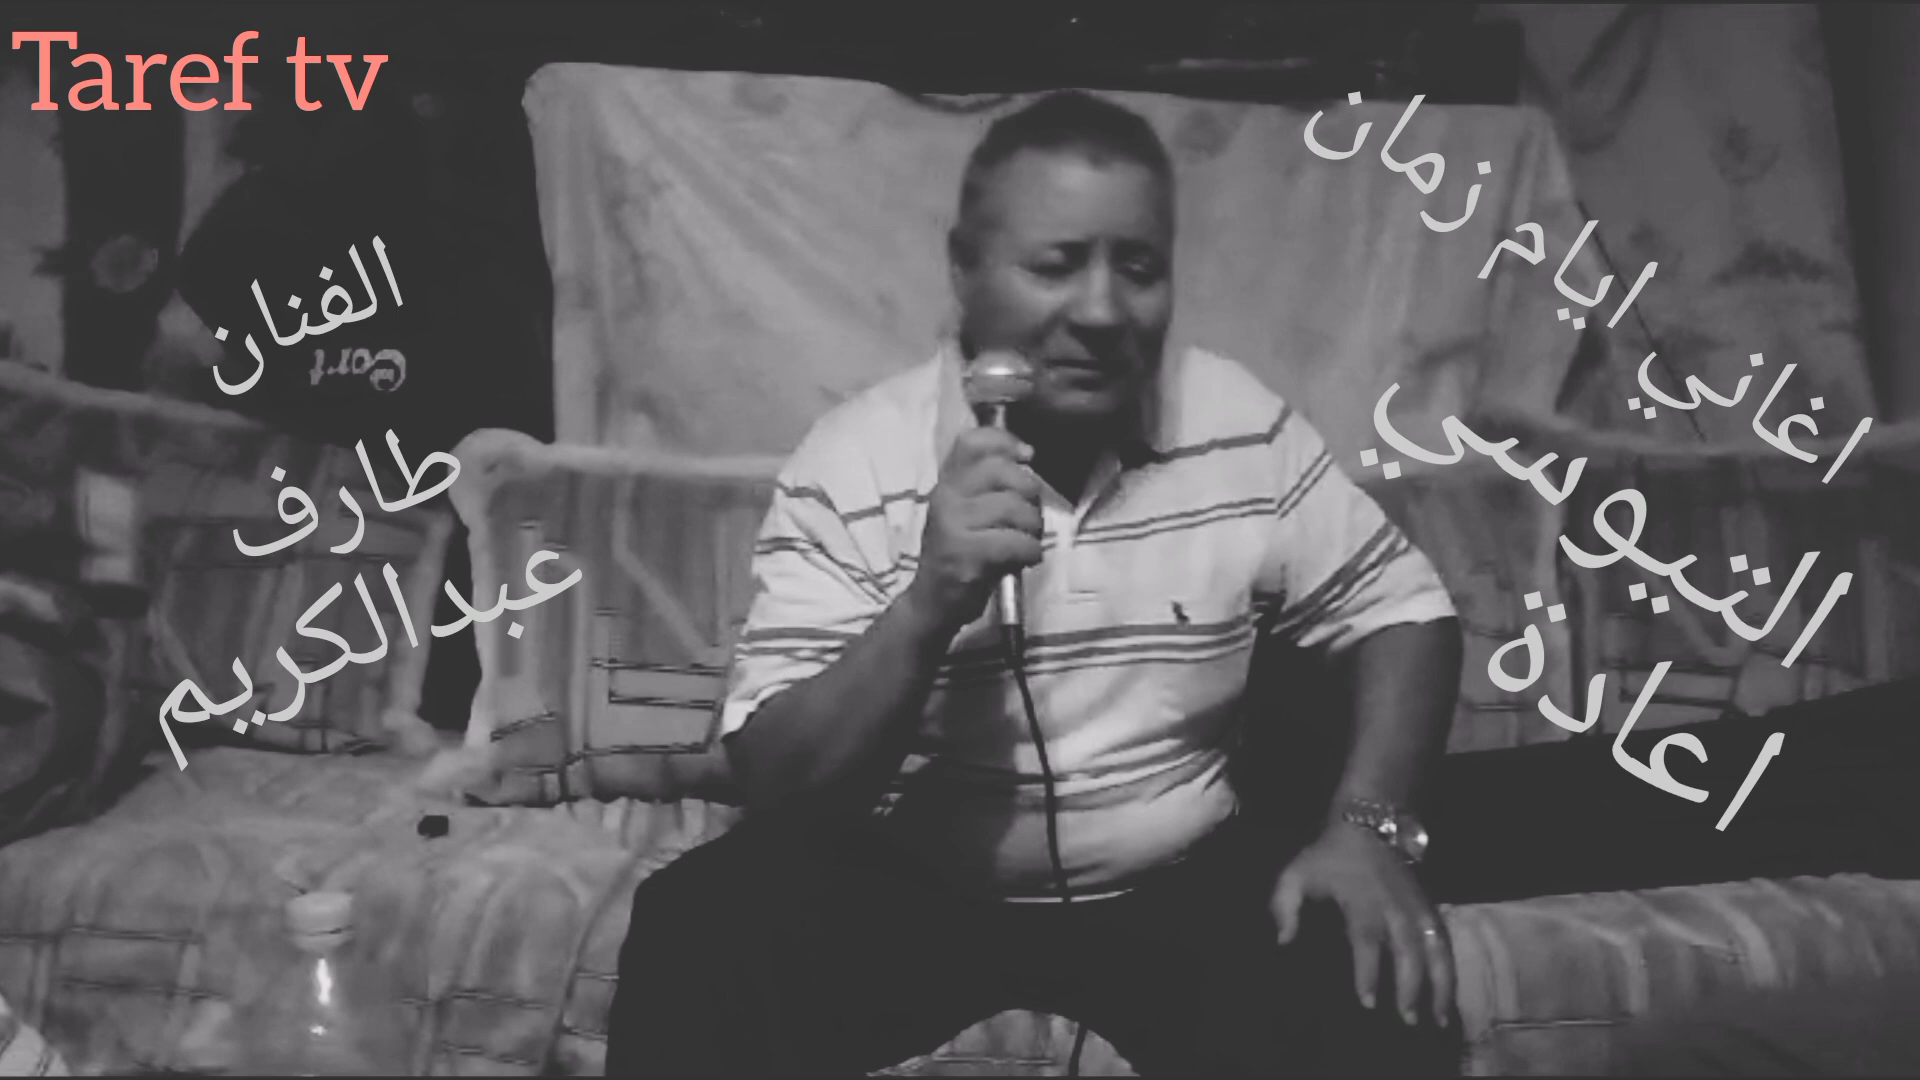 Taref tv
اغاني ايام زمان
التيوسي
اعادة
الفنان
طارف
عبدالكريم